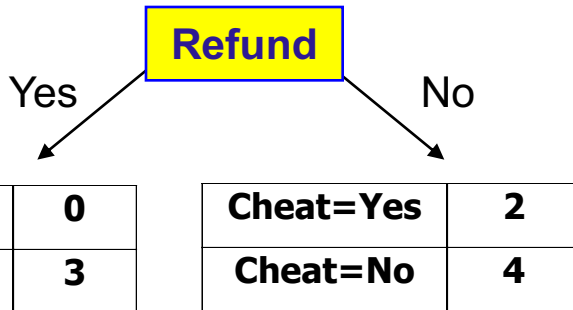 Refund
Yes No
0 Cheat=Yes 2
3 Cheat=No 4